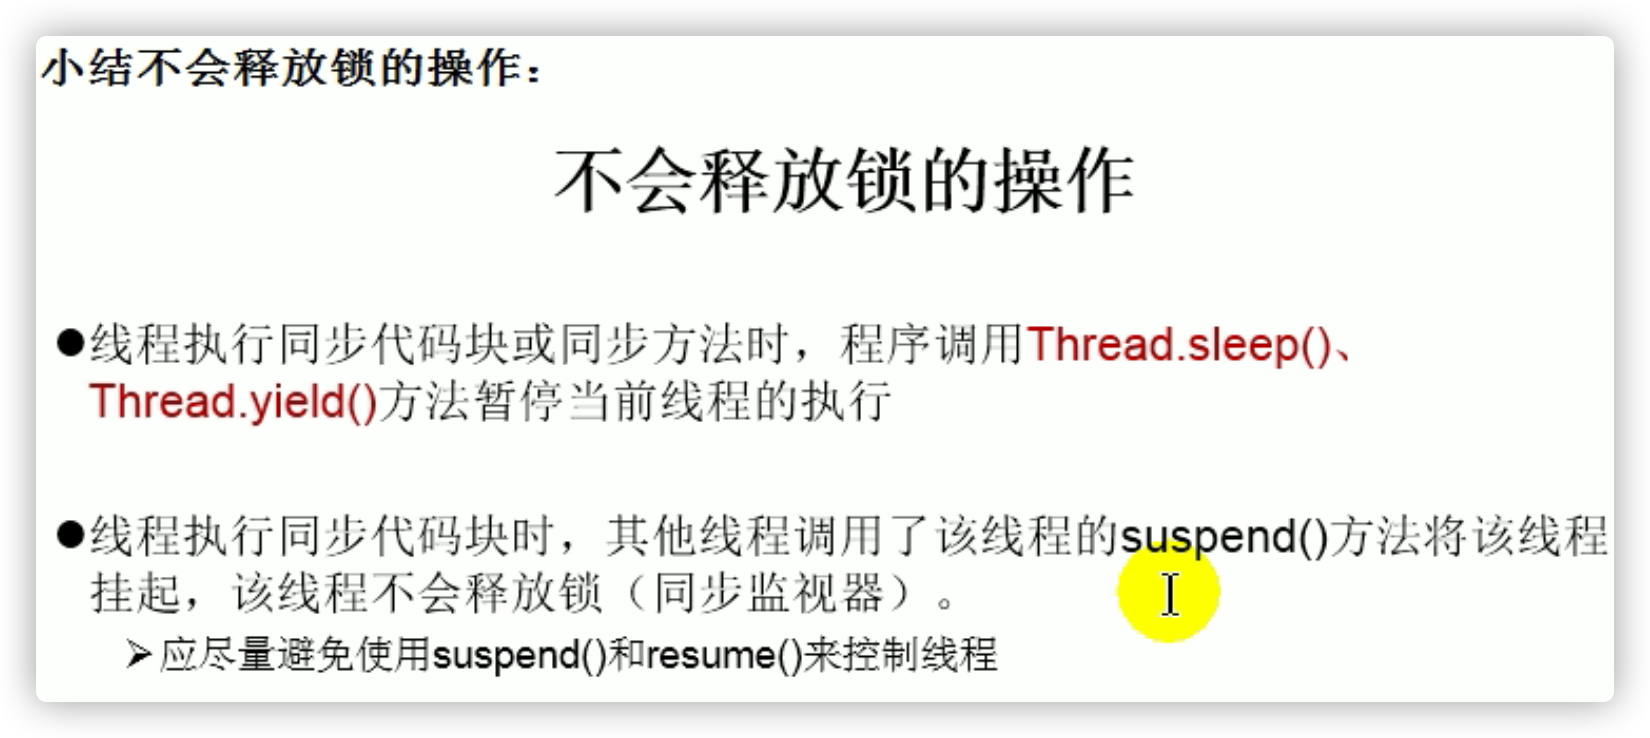 小结不会释放锁的操作：
不会释放锁的操作
●线程执行同步代码块或同步方法时，程序调用Thread.sleep()、
Thread.yield()方法暂停当前线程的执行
●线程执行同步代码块时，其他线程调用了该线程的suspend()方法将该线程
挂起，该线程不会释放锁（同步监视器）。
➢应尽量避免使用suspend()和resume()来控制线程